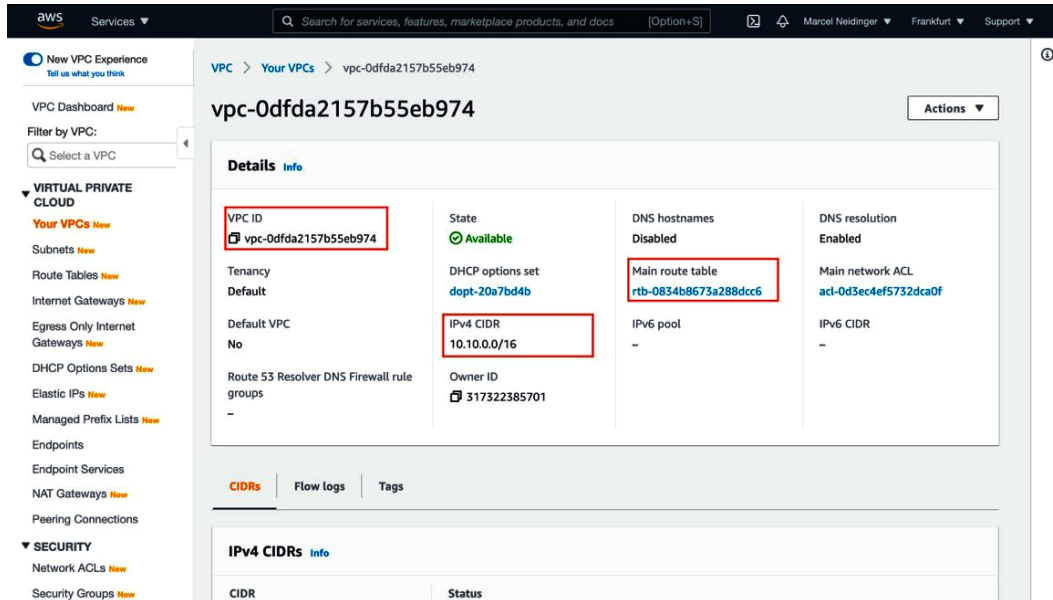 aws
Services ▼
Search for services, features, marketplace products, and docs [Option+S]
Marcel Neidinger ▼
Frankfurt ▼
Support ▼
New VPC Experience
Tell us what you think
VPC Dashboard New
Filter by VPC:
Select a VPC
VIRTUAL PRIVATE
CLOUD
Your VPCs New
Subnets New
Route Tables New
Internet Gateways New
Egress Only Internet
Gateways New
DHCP Options Sets New
Elastic IPs New
Managed Prefix Lists New
Endpoints
Endpoint Services
NAT Gateways New
Peering Connections
SECURITY
Network ACLs New
Security Groups New
VPC > Your VPCs > vpc-0dfda2157b55eb974
vpc-0dfda2157b55eb974
Actions ▼
Details Info
VPC ID
vpc-0dfda2157b55eb974
State
Available
DNS hostnames
Disabled
DNS resolution
Enabled
Tenancy
Default
DHCP options set
dopt-20a7bd4b
Main route table
rtb-0834b8673a288dcc6
Main network ACL
acl-0d3ec4ef5732dca0f
Default VPC
No
IPv4 CIDR
10.10.0.0/16
IPv6 pool
–
IPv6 CIDR
–
Route 53 Resolver DNS Firewall rule
groups
–
Owner ID
317322385701
CIDRs
Flow logs
Tags
IPv4 CIDRs Info
CIDR
Status